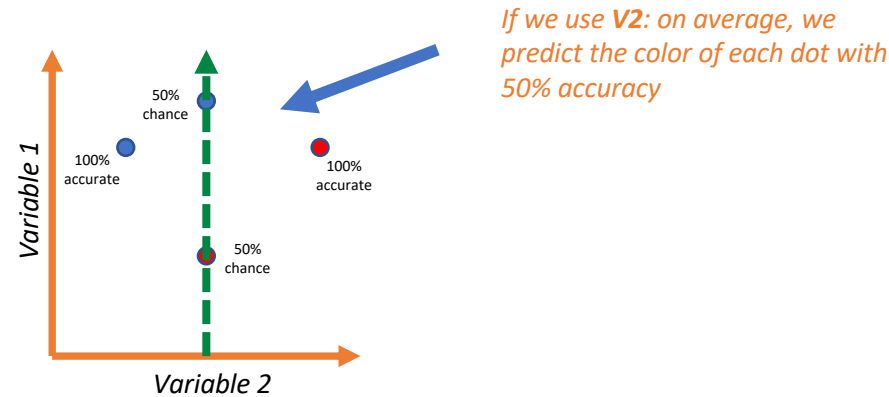 If we use V2: on average, we
predict the color of each dot with
50% accuracy
50%
chance
100%
accurate
100%
accurate
50%
chance
Variable 1
Variable 2